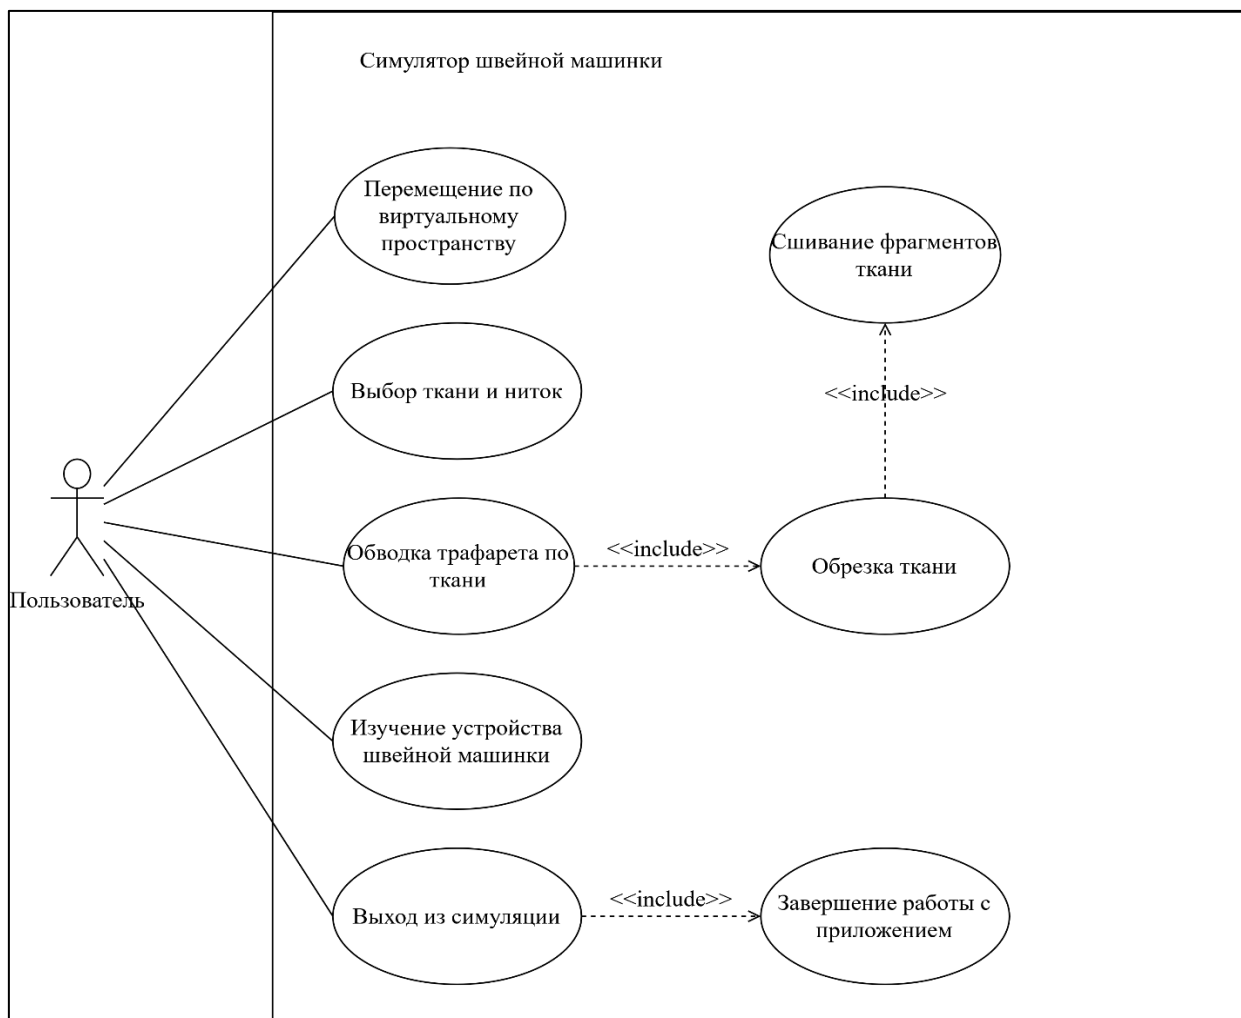 Симулятор швейной машинки
Перемещение по
виртуальному
пространству
Сшивание фрагментов
ткани
Выбор ткани и ниток
<<include>>
Обводка трафарета по
ткани
<<include>>
Обрезка ткани
Пользователь
Изучение устройства
швейной машинки
Выход из симуляции
<<include>>
Завершение работы с
приложением